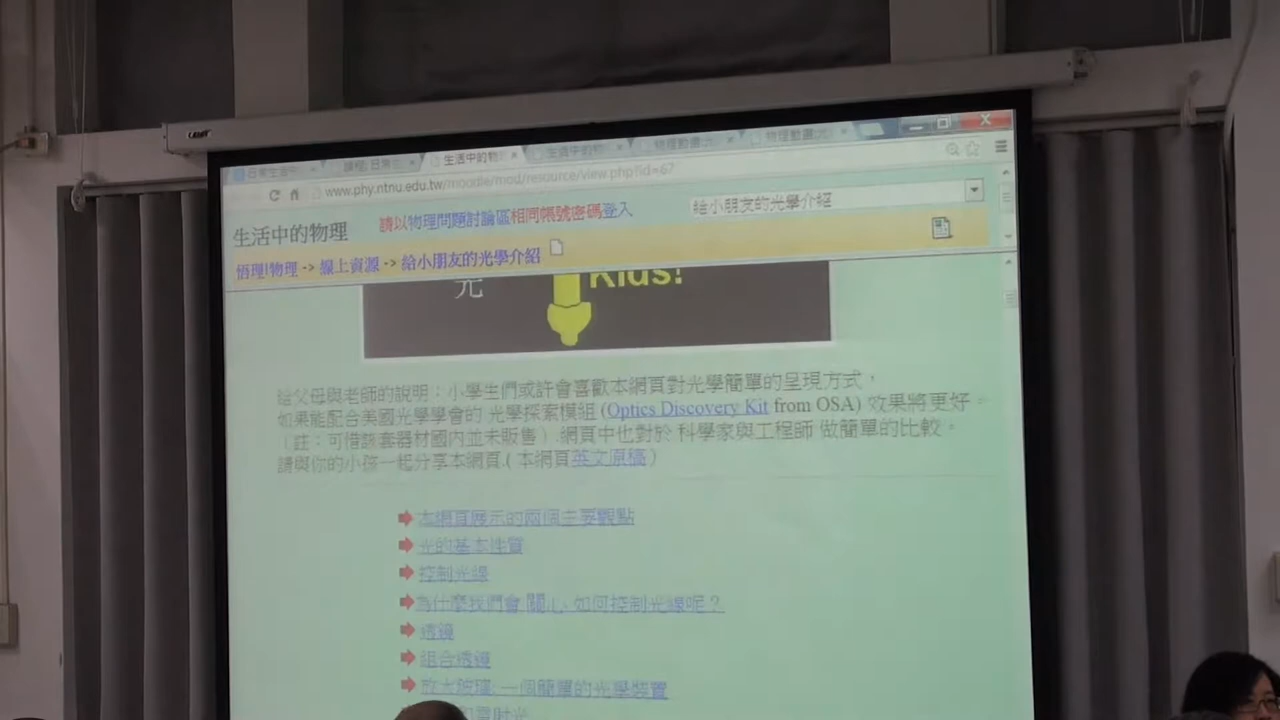 生活中的物
www.phy.ntnu.edu.tw/moodle/mod/resource/view.php?id=67
生活中的物理 請以物理問題討論區相同帳號密碼登入 給小朋友的光學介紹
悟理!物理 -> 線上資源 -> 給小朋友的光學介紹
光 Kids!
給父母與老師的說明：小學生們或許會喜歡本網頁對光學簡單的呈現方式，
如果能配合美國光學學會的 光學探索模組 (Optics Discovery Kit from OSA) 效果將更好。
（註：可惜該套器材國內並未販售）.網頁中也對於 科學家與工程師 做簡單的比較。
請與你的小孩一起分享本網頁.( 本網頁英文原稿 )
本網頁展示的兩個主要觀點
光的基本性質
控制光線
為什麼我們會 關心, 如何控制光線呢？
透鏡
組合透鏡
放大玻璃: 一個簡單的光學裝置